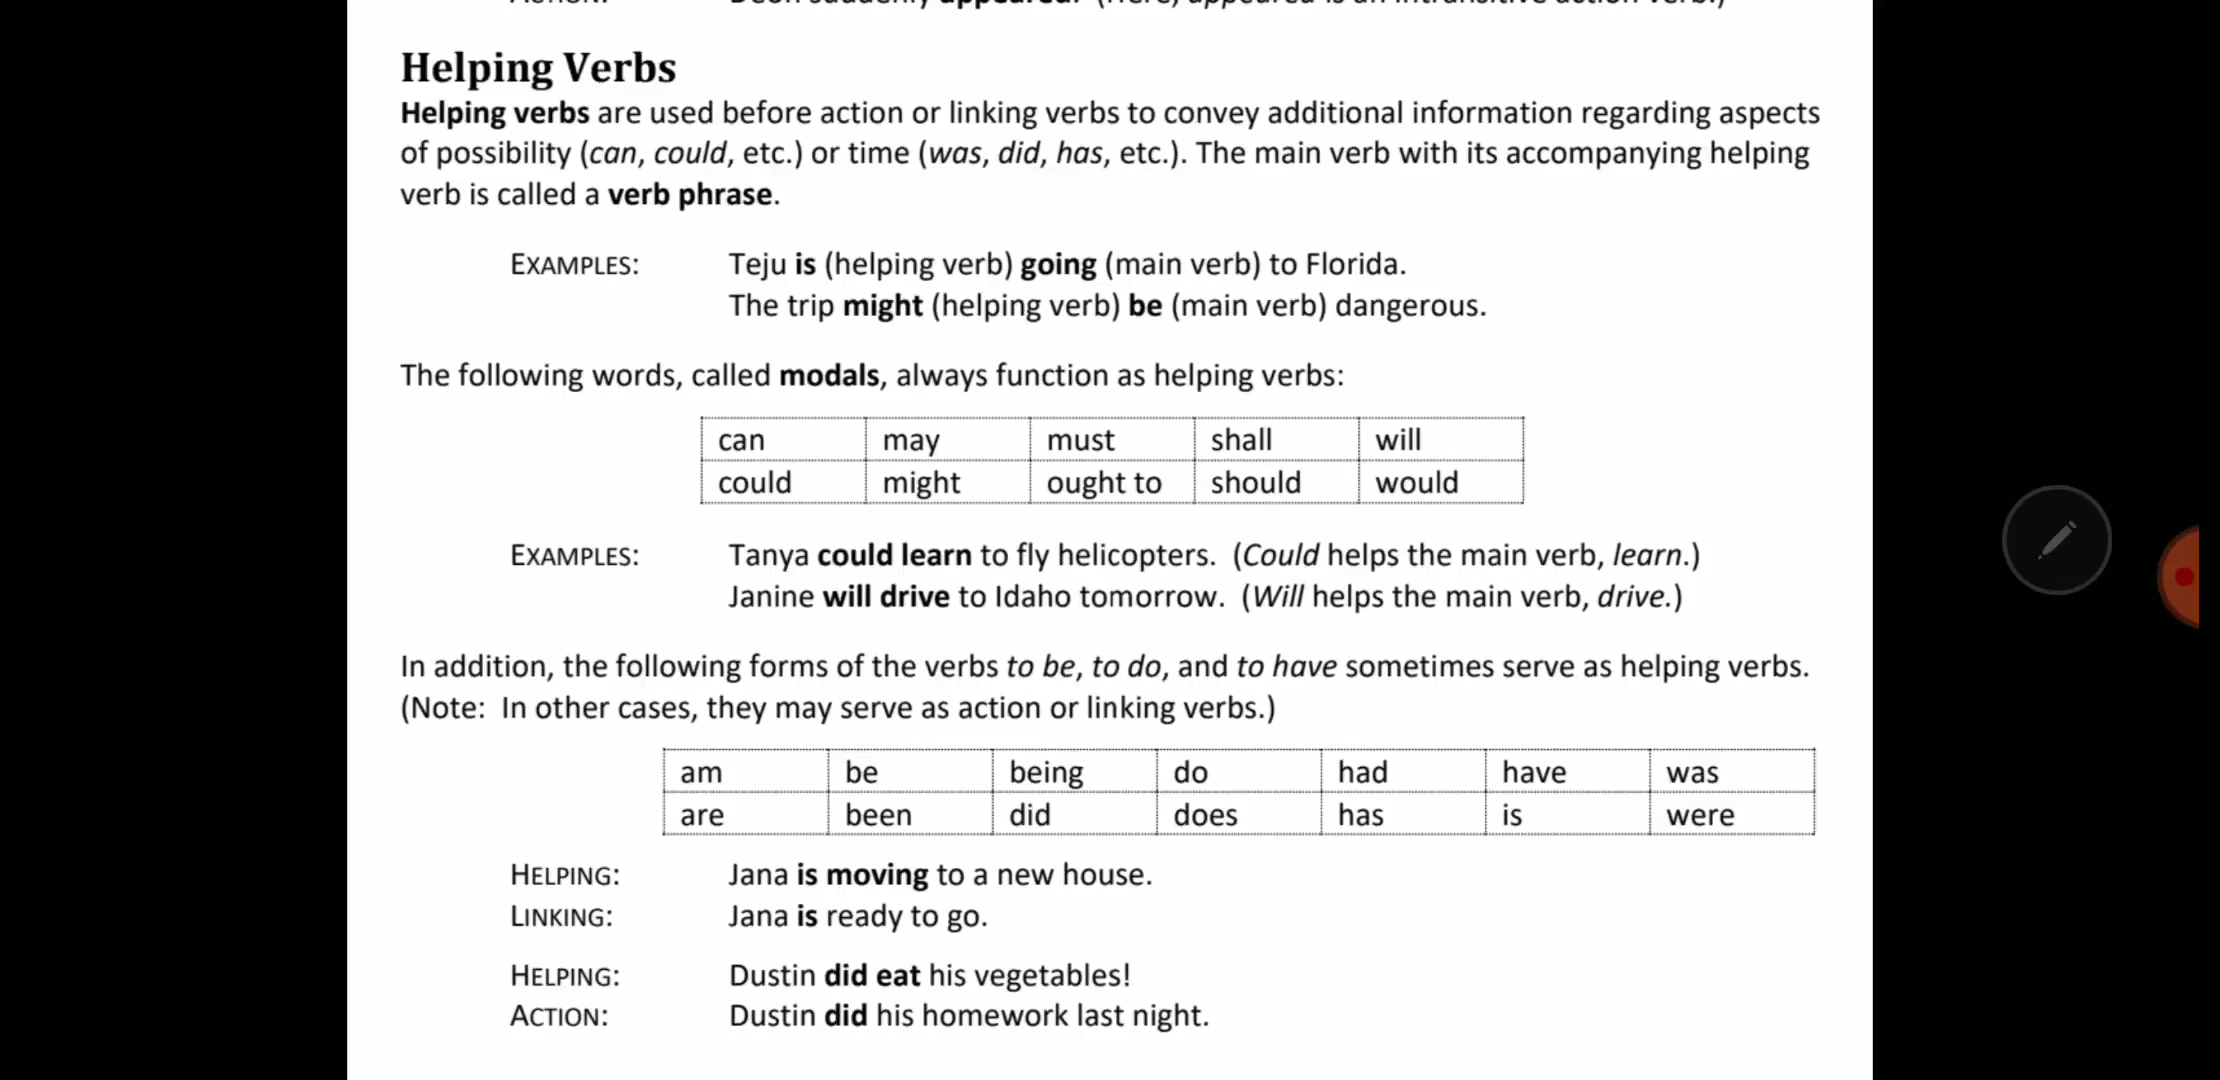 Helping Verbs
Helping verbs are used before action or linking verbs to convey additional information regarding aspects
of possibility (can, could, etc.) or time (was, did, has, etc.). The main verb with its accompanying helping
verb is called a verb phrase.
EXAMPLES: Teju is (helping verb) going (main verb) to Florida.
The trip might (helping verb) be (main verb) dangerous.
The following words, called modals, always function as helping verbs:
can may must shall will
could might ought to should would
EXAMPLES: Tanya could learn to fly helicopters. (Could helps the main verb, learn.)
Janine will drive to Idaho tomorrow. (Will helps the main verb, drive.)
In addition, the following forms of the verbs to be, to do, and to have sometimes serve as helping verbs.
(Note: In other cases, they may serve as action or linking verbs.)
am be being do had have was
are been did does has is were
HELPING: Jana is moving to a new house.
LINKING: Jana is ready to go.
HELPING: Dustin did eat his vegetables!
ACTION: Dustin did his homework last night.